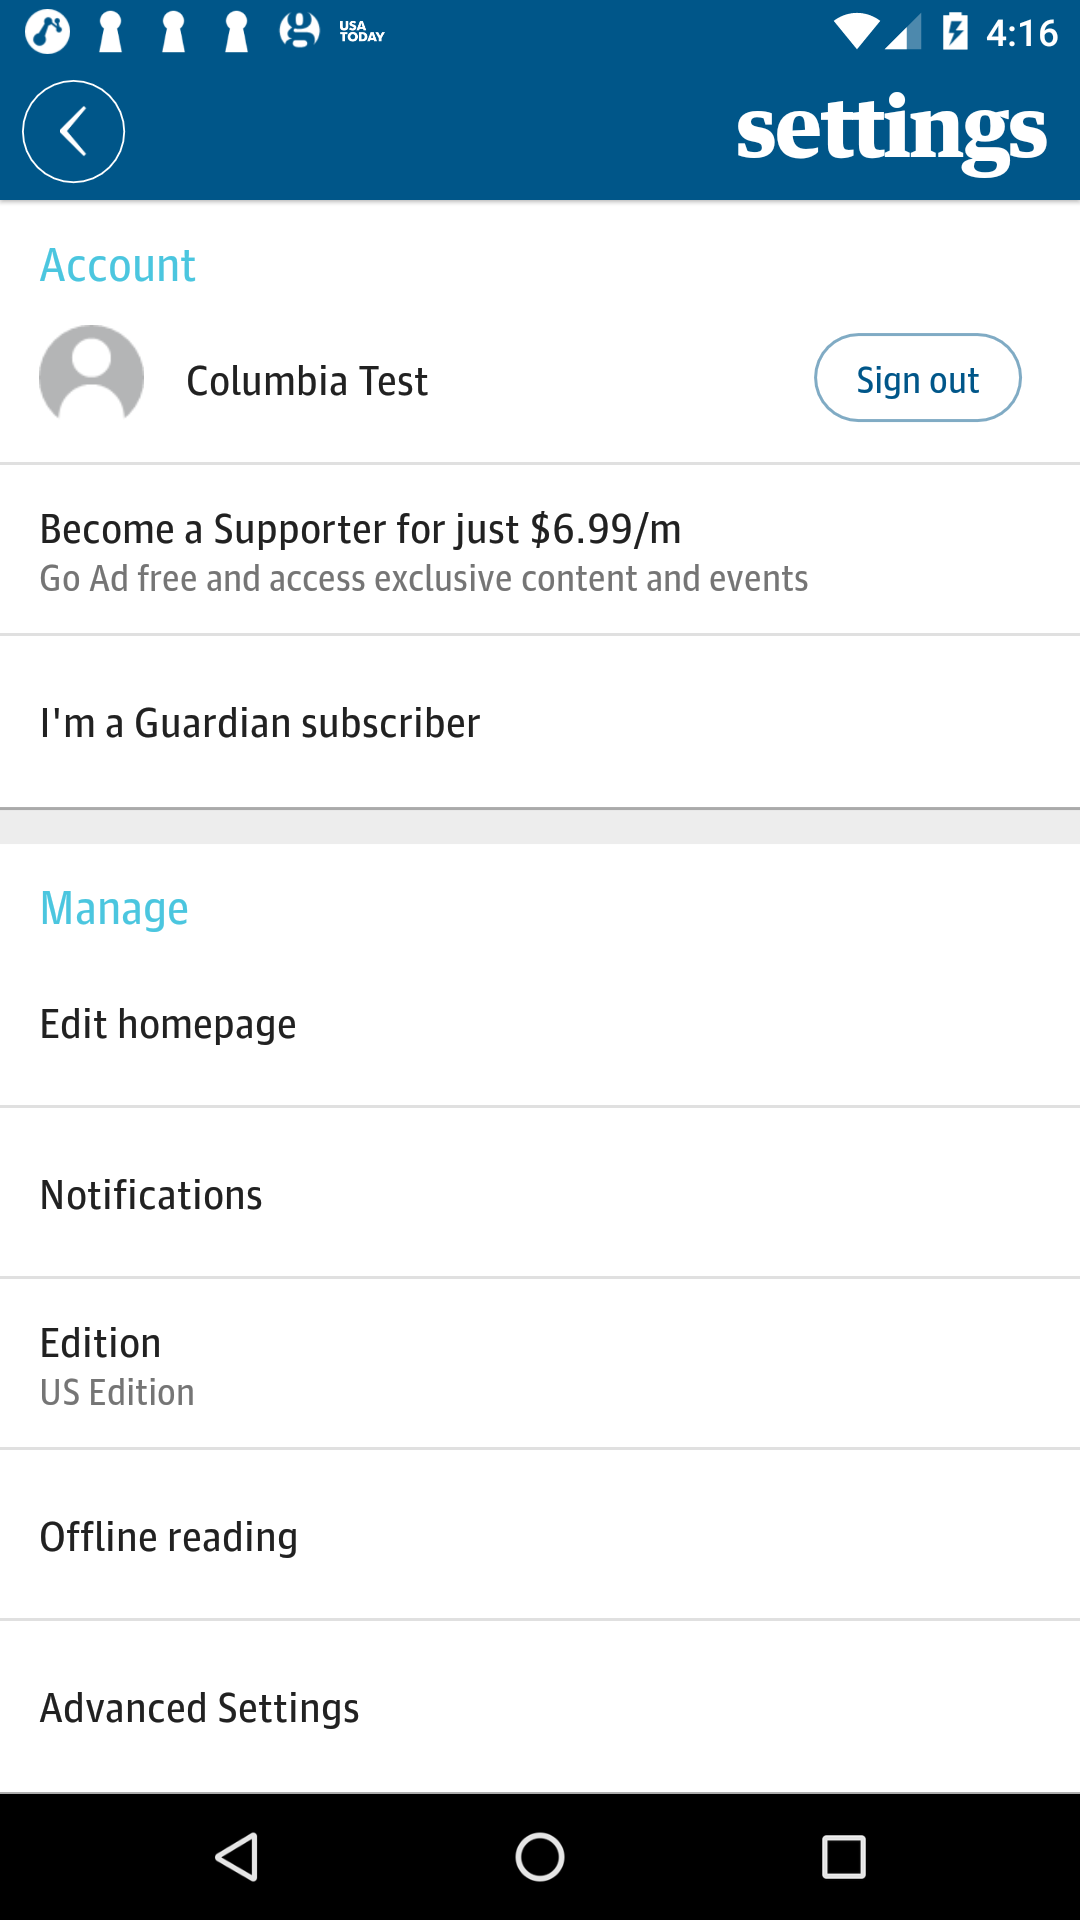 USA
TODAY
4:16
settings
Account
Columbia Test
Sign out
Become a Supporter for just $6.99/m
Go Ad free and access exclusive content and events
I'm a Guardian subscriber
Manage
Edit homepage
Notifications
Edition
US Edition
Offline reading
Advanced Settings